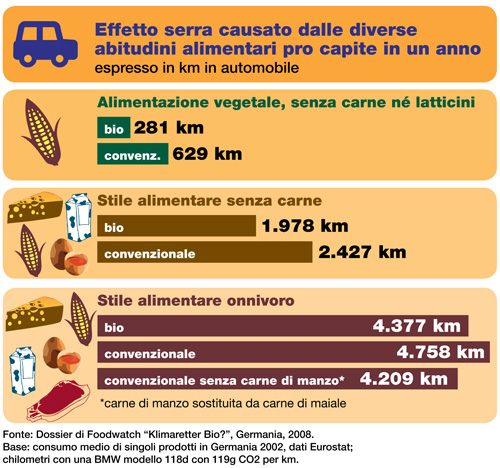 Effetto serra causato dalle diverse
abitudini alimentari pro capite in un anno
espresso in km in automobile
Alimentazione vegetale, senza carne né latticini
bio 281 km
convenz. 629 km
Stile alimentare senza carne
bio 1.978 km
convenzionale 2.427 km
Stile alimentare onnivoro
bio 4.377 km
convenzionale 4.758 km
convenzionale senza carne di manzo* 4.209 km
*carne di manzo sostituita da carne di maiale
Fonte: Dossier di Foodwatch “Klimaretter Bio?”, Germania, 2008.
Base: consumo medio di singoli prodotti in Germania 2002, dati Eurostat;
chilometri con una BMW modello 118d con 119g CO2 per km.